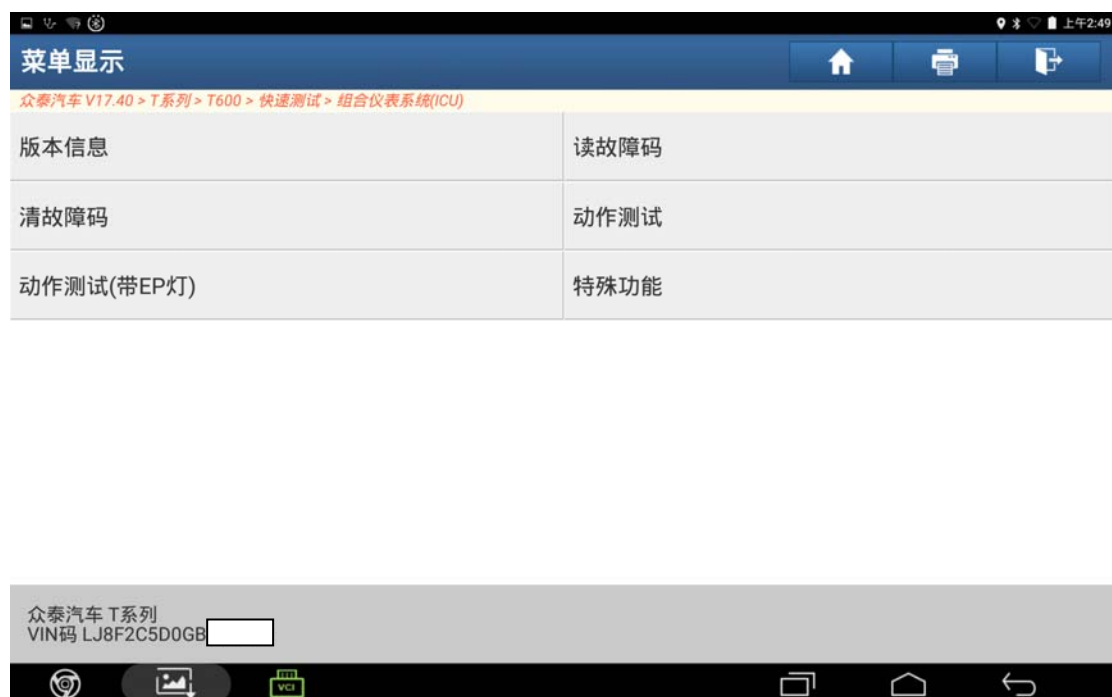 上午2:49
菜单显示
众泰汽车 V17.40 > T系列 > T600 > 快速测试 > 组合仪表系统(ICU)
版本信息
读故障码
清故障码
动作测试
动作测试(带EP灯)
特殊功能
众泰汽车 T系列
VIN码 LJ8F2C5D0GB
VCI